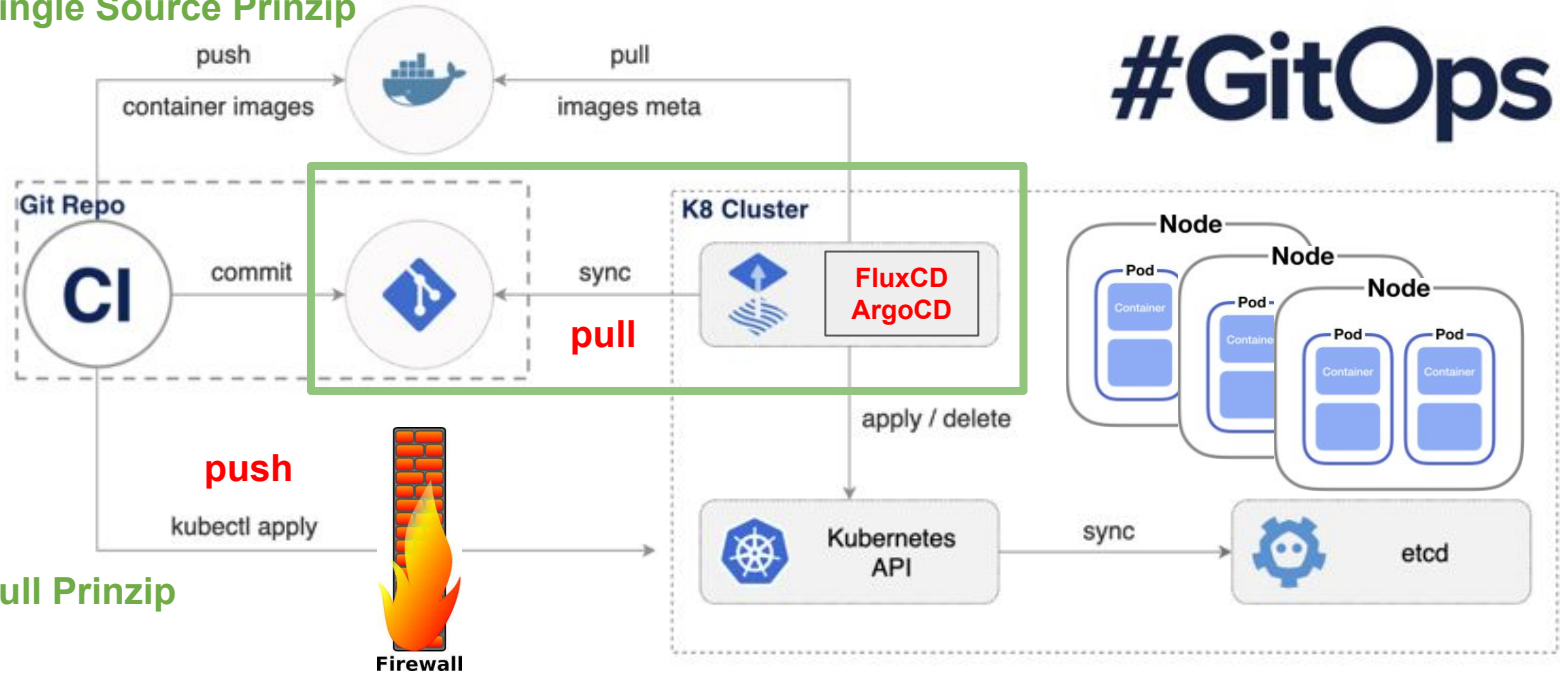 ingle Source Prinzip
#GitOps
push
container images
pull
images meta
Git Repo
CI
commit
sync
pull
K8 Cluster
FluxCD
ArgoCD
apply / delete
Node
Pod
Container
Node
Pod
Containe
Node
Pod
Container
Pod
Container
push
kubectl apply
Firewall
Kubernetes
API
sync
etcd
ull Prinzip